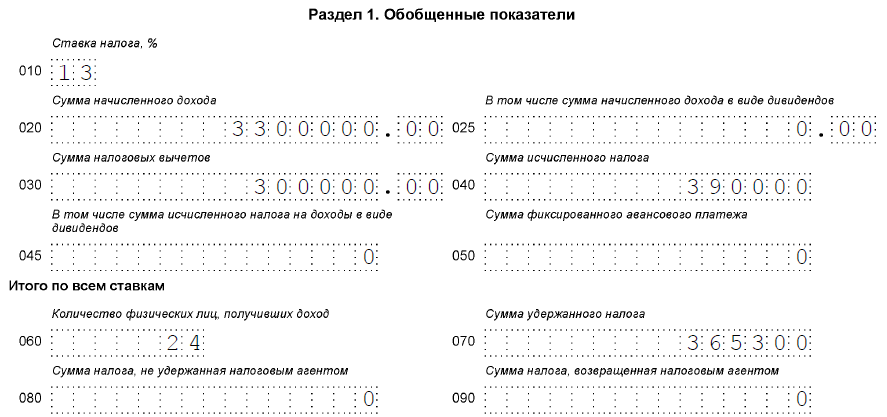 Раздел 1. Обобщенные показатели
Ставка налога, %
010 13
Сумма начисленного дохода
020 3300000.00
В том числе сумма начисленного дохода в виде дивидендов
025 0.00
Сумма налоговых вычетов
030 300000.00
Сумма исчисленного налога
040 390000
В том числе сумма исчисленного налога на доходы в виде
дивидендов
045 0
Сумма фиксированного авансового платежа
050 0
Итого по всем ставкам
Количество физических лиц, получивших доход
060 24
Сумма удержанного налога
070 365300
Сумма налога, не удержанная налоговым агентом
080 0
Сумма налога, возвращенная налоговым агентом
090 0